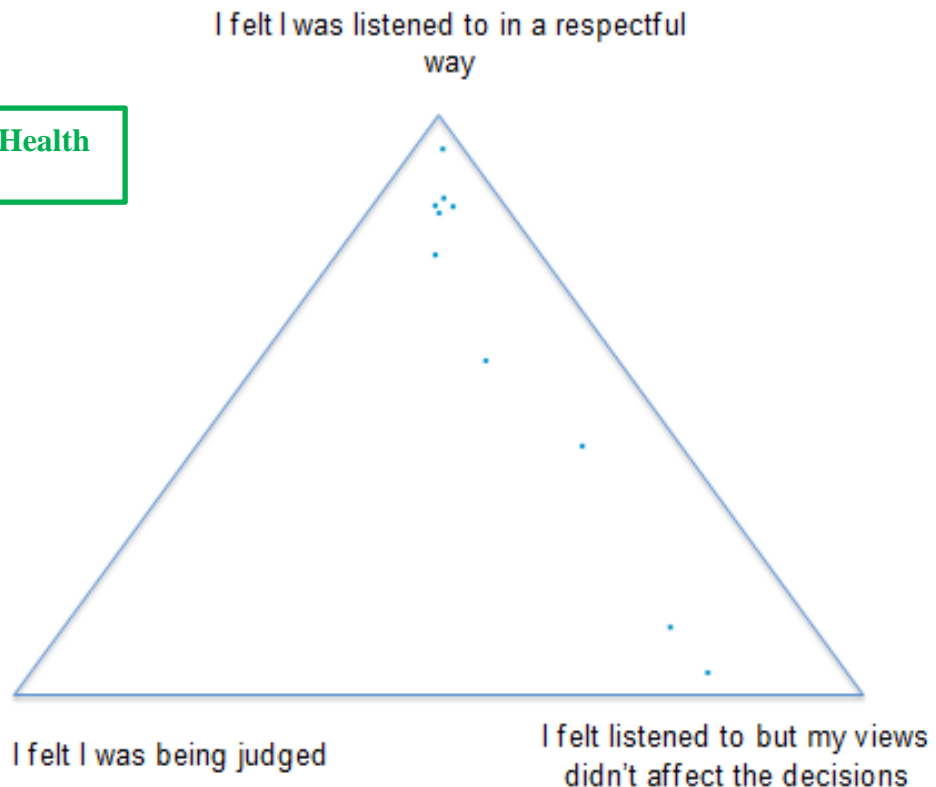 I felt I was listened to in a respectful
way
Health
I felt I was being judged
I felt listened to but my views
didn't affect the decisions